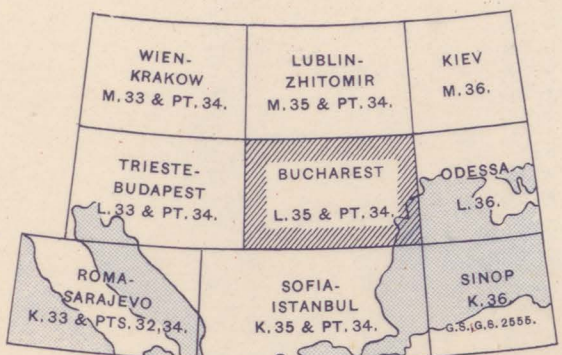 WIEN-
KRAKOW
M.33 & PT. 34.
LUBLIN-
ZHITOMIR
M.35 & PT. 34.
KIEV
M.36.
TRIESTE-
BUDAPEST
L.33 & PT. 34.
BUCHAREST
L.35 & PT. 34.
ODESSA
L.36.
ROMA-
SARAJEVO
K.33 & PTS. 32,34.
SOFIA-
ISTANBUL
K.35 & PT. 34.
SINOP
K.36.
G.S.,G.S. 2555.